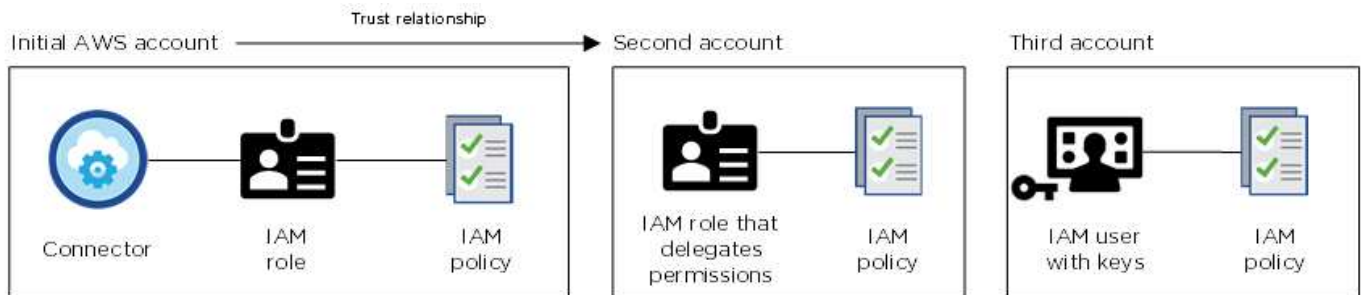 Trust relationship
Initial AWS account
Second account
Third account
Connector
IAM
role
IAM
policy
IAM role that
delegates
permissions
IAM
policy
IAM user
with keys
IAM
policy